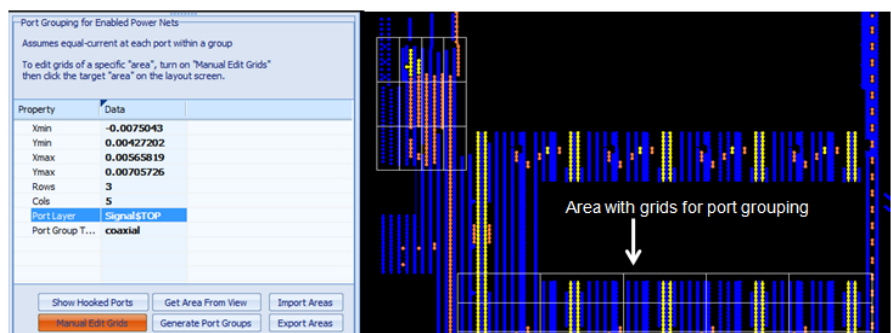 Port Grouping for Enabled Power Nets
Assumes equal-current at each port within a group
To edit grids of a specific "area", turn on "Manual Edit Grids"
then click the target "area" on the layout screen.
Property Data
Xmin -0.0075043
Ymin 0.00427202
Xmax 0.00565819
Ymax 0.00705726
Rows 3
Cols 5
Port Layer Signal$TOP
Port Group T... coaxial
Show Hooked Ports Get Area From View Import Areas
Manual Edit Grids Generate Port Groups Export Areas
Area with grids for port grouping